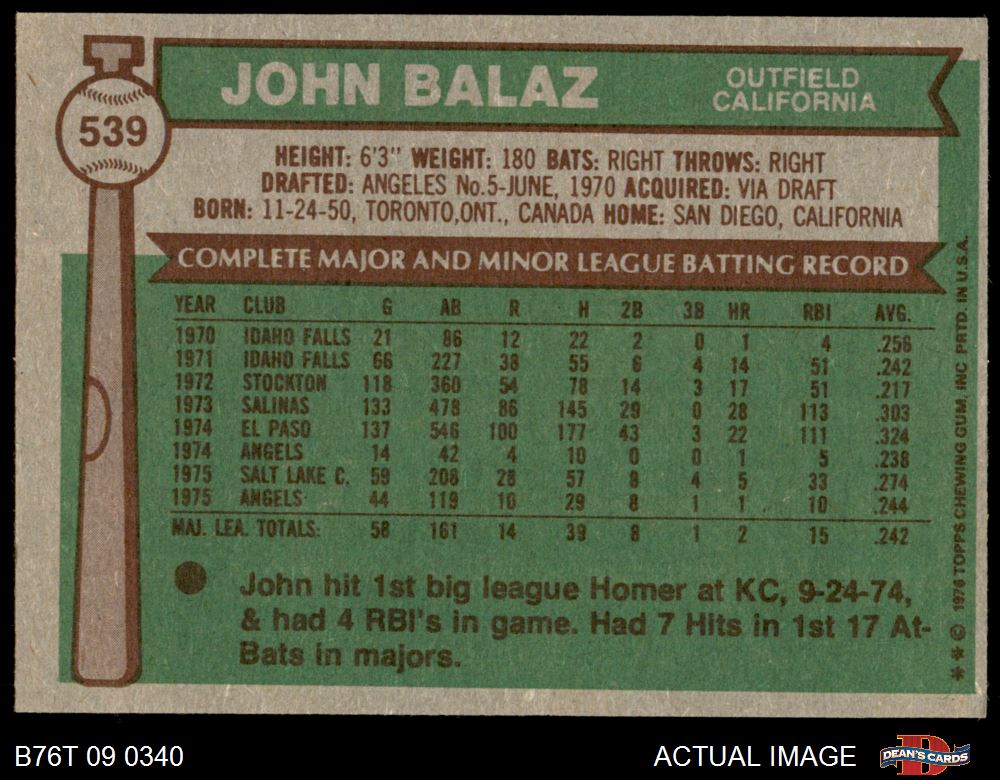 JOHN BALAZ
OUTFIELD
CALIFORNIA
539
HEIGHT: 6'3" WEIGHT: 180 BATS: RIGHT THROWS: RIGHT
DRAFTED: ANGELES No.5-JUNE, 1970 ACQUIRED: VIA DRAFT
BORN: 11-24-50, TORONTO,ONT., CANADA HOME: SAN DIEGO, CALIFORNIA
COMPLETE MAJOR AND MINOR LEAGUE BATTING RECORD
YEAR CLUB G AB R H 2B 3B HR RBI AVG.
1970 IDAHO FALLS 21 86 12 22 2 0 1 4 .256
1971 IDAHO FALLS 66 227 38 55 6 4 14 51 .242
1972 STOCKTON 118 360 54 78 14 3 17 51 .217
1973 SALINAS 133 478 86 145 29 0 28 113 .303
1974 EL PASO 137 546 100 177 43 3 22 111 .324
1974 ANGELS 14 42 4 10 0 0 1 5 .238
1975 SALT LAKE C. 59 208 28 57 8 4 5 33 .274
1975 ANGELS 44 119 10 29 8 1 1 10 .244
MAJ. LEA. TOTALS: 58 161 14 39 8 1 2 15 .242
John hit 1st big league Homer at KC, 9-24-74,
& had 4 RBI's in game. Had 7 Hits in 1st 17 At-
Bats in majors.
** © 1976 TOPPS CHEWING GUM, INC PRTD. IN U.S.A.
B76T 09 0340
ACTUAL IMAGE
DEAN'S CARDS